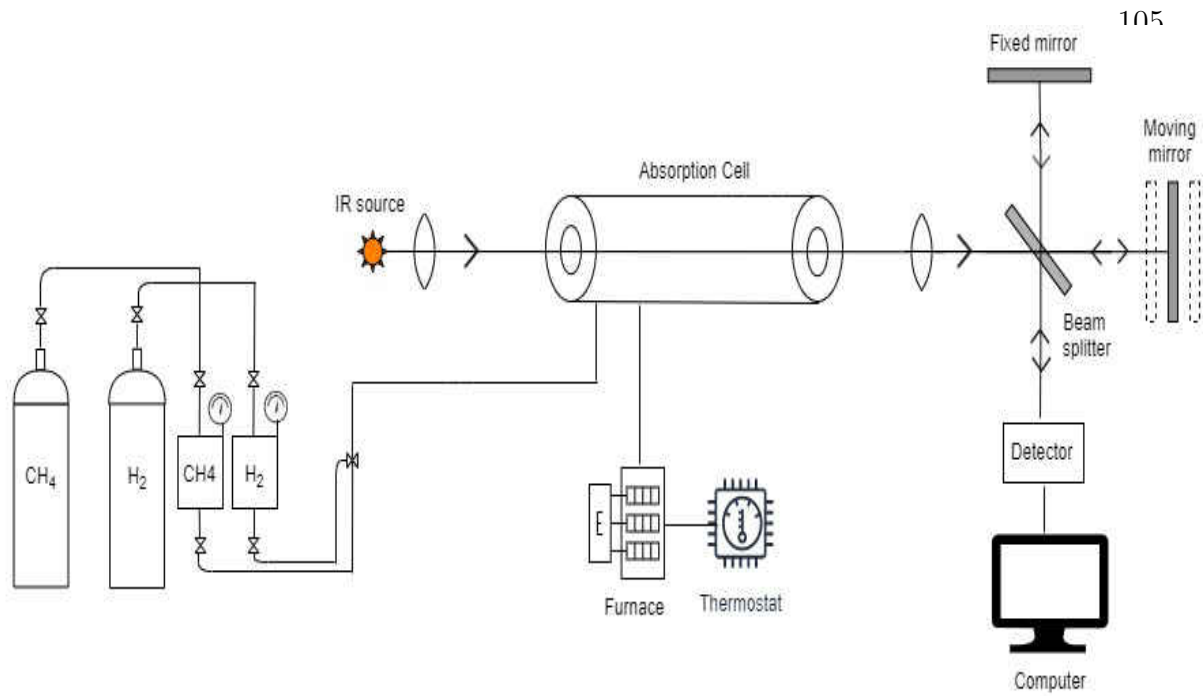 105
Fixed mirror
Moving
mirror
Absorption Cell
IR source
Beam
splitter
CH₄
H₂
CH4
H₂
Detector
E
Furnace
Thermostat
Computer